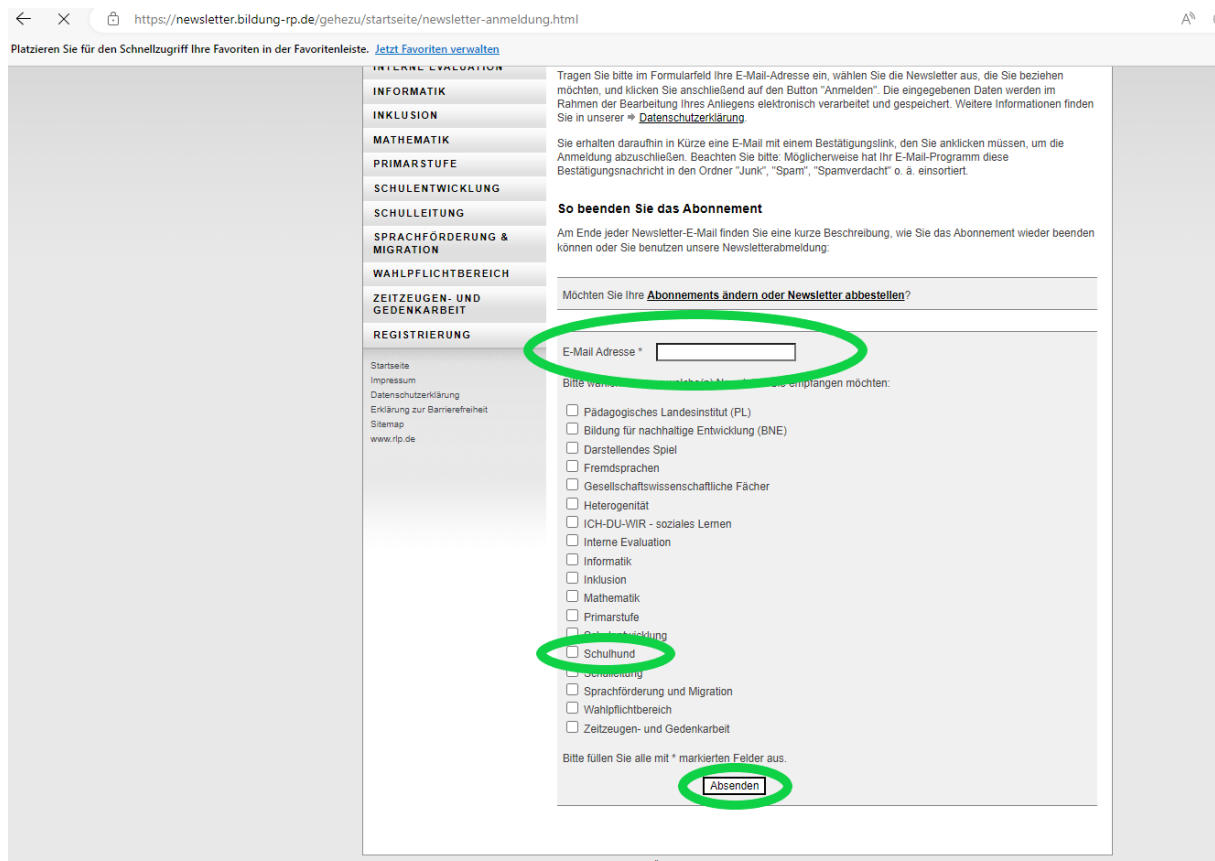 https://newsletter.bildung-rp.de/gehezu/startseite/newsletter-anmeldung.html
Platzieren Sie für den Schnellzugriff Ihre Favoriten in der Favoritenleiste. Jetzt Favoriten verwalten
INTERNE EVALUATION
INFORMATIK
INKLUSION
MATHEMATIK
PRIMARSTUFE
SCHULENTWICKLUNG
SCHULLEITUNG
SPRACHFÖRDERUNG &
MIGRATION
WAHLPFLICHTBEREICH
ZEITZEUGEN- UND
GEDENKARBEIT
REGISTRIERUNG
Startseite
Impressum
Datenschutzerklärung
Erklärung zur Barrierefreiheit
Sitemap
www.rlp.de
Tragen Sie bitte im Formularfeld Ihre E-Mail-Adresse ein, wählen Sie die Newsletter aus, die Sie beziehen
möchten, und klicken Sie anschließend auf den Button "Anmelden". Die eingegebenen Daten werden im
Rahmen der Bearbeitung Ihres Anliegens elektronisch verarbeitet und gespeichert. Weitere Informationen finden
Sie in unserer ⇒ Datenschutzerklärung.
Sie erhalten daraufhin in Kürze eine E-Mail mit einem Bestätigungslink, den Sie anklicken müssen, um die
Anmeldung abzuschließen. Beachten Sie bitte: Möglicherweise hat Ihr E-Mail-Programm diese
Bestätigungsnachricht in den Ordner "Junk", "Spam", "Spamverdacht" o. ä. einsortiert.
So beenden Sie das Abonnement
Am Ende jeder Newsletter-E-Mail finden Sie eine kurze Beschreibung, wie Sie das Abonnement wieder beenden
können oder Sie benutzen unsere Newsletterabmeldung:
Möchten Sie Ihre Abonnements ändern oder Newsletter abbestellen?
E-Mail Adresse *
Bitte empfangen möchten:
Pädagogisches Landesinstitut (PL)
Bildung für nachhaltige Entwicklung (BNE)
Darstellendes Spiel
Fremdsprachen
Gesellschaftswissenschaftliche Fächer
Heterogenität
ICH-DU-WIR - soziales Lernen
Interne Evaluation
Informatik
Inklusion
Mathematik
Primarstufe
Schulentwicklung
Schulhund
Schulleitung
Sprachförderung und Migration
Wahlpflichtbereich
Zeitzeugen- und Gedenkarbeit
Bitte füllen Sie alle mit * markierten Felder aus.
Absenden